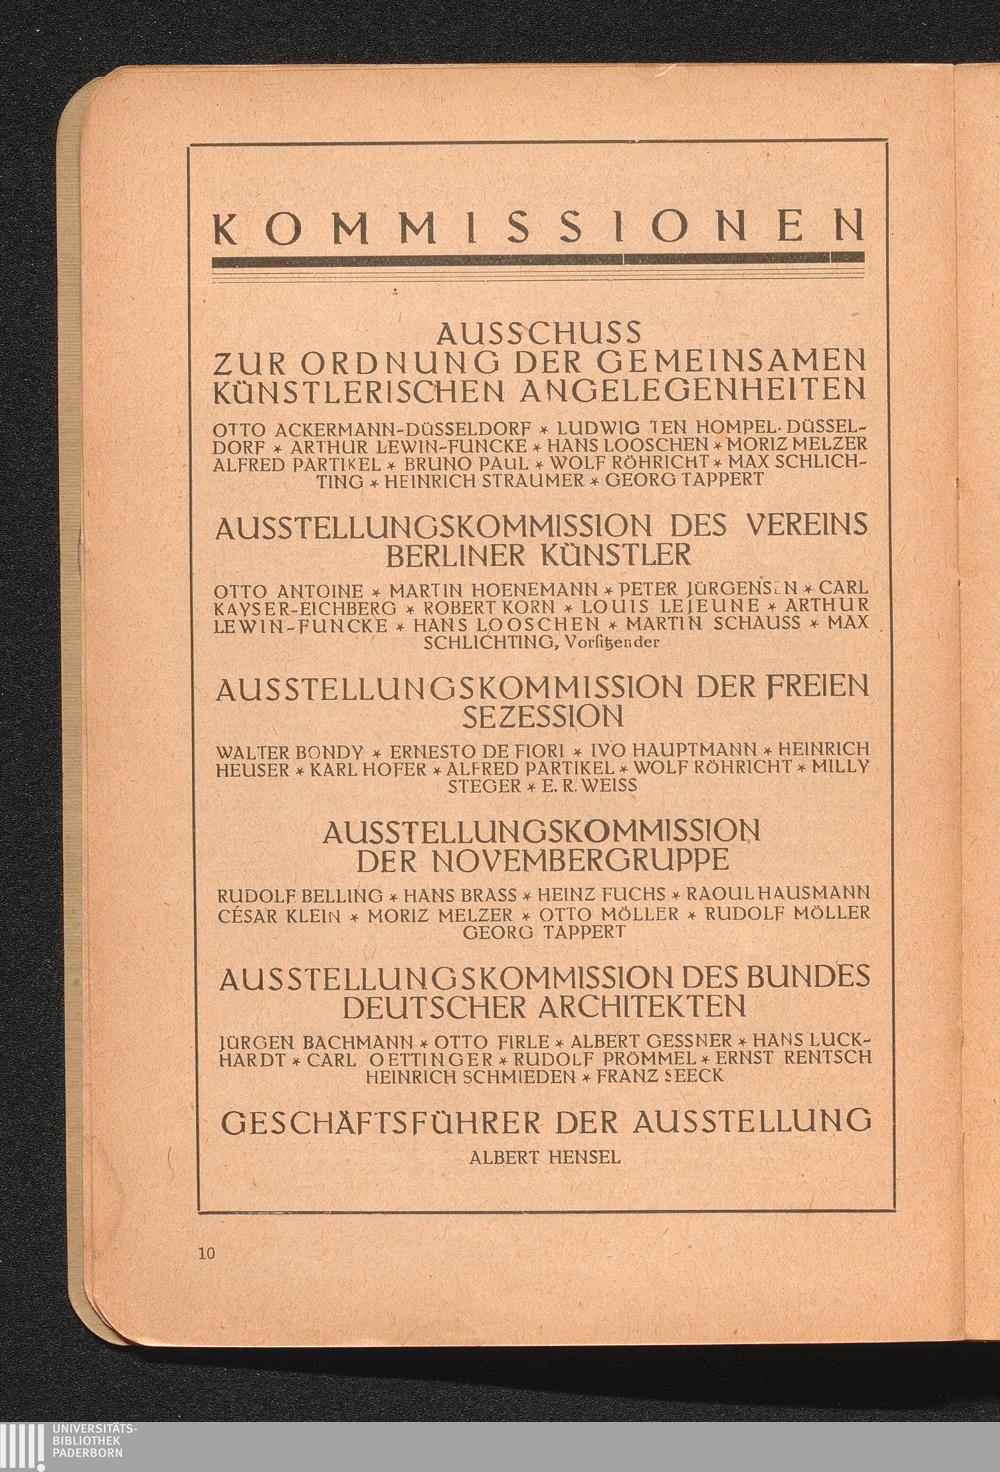 KOMMISSIONEN
AUSSCHUSS
ZUR ORDNUNG DER GEMEINSAMEN
KÜNSTLERISCHEN ANGELEGENHEITEN
OTTO ACKERMANN-DÜSSELDORF * LUDWIG TEN HOMPEL-DÜSSEL-
DORF * ARTHUR LEWIN-FUNCKE * HANS LOOSCHEN * MORIZ MELZER
ALFRED PARTIKEL * BRUNO PAUL * WOLF RÖHRICHT * MAX SCHLICH-
TING * HEINRICH STRAUMER * GEORG TAPPERT
AUSSTELLUNGSKOMMISSION DES VEREINS
BERLINER KÜNSTLER
OTTO ANTOINE * MARTIN HOENEMANN * PETER JÜRGENSEN * CARL
KAYSER-EICHBERG * ROBERT KORN * LOUIS LEJEUNE * ARTHUR
LEWIN-FUNCKE * HANS LOOSCHEN * MARTIN SCHAUSS * MAX
SCHLICHTING, Vorsitzender
AUSSTELLUNGSKOMMISSION DER FREIEN
SEZESSION
WALTER BONDY * ERNESTO DE FIORI * IVO HAUPTMANN * HEINRICH
HEUSER * KARL HOFER * ALFRED PARTIKEL * WOLF RÖHRICHT * MILLY
STEGER * E. R. WEISS
AUSSTELLUNGSKOMMISSION
DER NOVEMBERGRUPPE
RUDOLF BELLING * HANS BRASS * HEINZ FUCHS * RAOUL HAUSMANN
CÉSAR KLEIN * MORIZ MELZER * OTTO MÖLLER * RUDOLF MÖLLER
GEORG TAPPERT
AUSSTELLUNGSKOMMISSION DES BUNDES
DEUTSCHER ARCHITEKTEN
JÜRGEN BACHMANN * OTTO FIRLE * ALBERT GESSNER * HANS LUCK-
HARDT * CARL OETTINGER * RUDOLF PRÖMMEL * ERNST RENTSCH
HEINRICH SCHMIEDEN * FRANZ SEECK
GESCHÄFTSFÜHRER DER AUSSTELLUNG
ALBERT HENSEL
10
UNIVERSITÄTS-
BIBLIOTHEK
PADERBORN